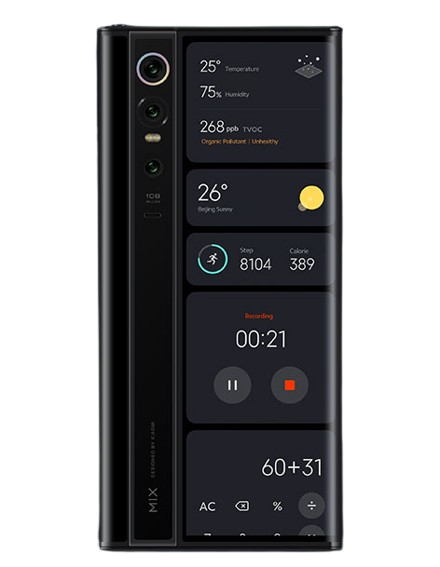 25° Temperature
75% Humidity
268 ppb TVOC
Organic Pollutant | Unhealthy
26°
Beijing Sunny
Step Calorie
8104 389
Recording
00:21
60+31
AC % ÷
108
MIX
DESIGNED BY XIAOMI